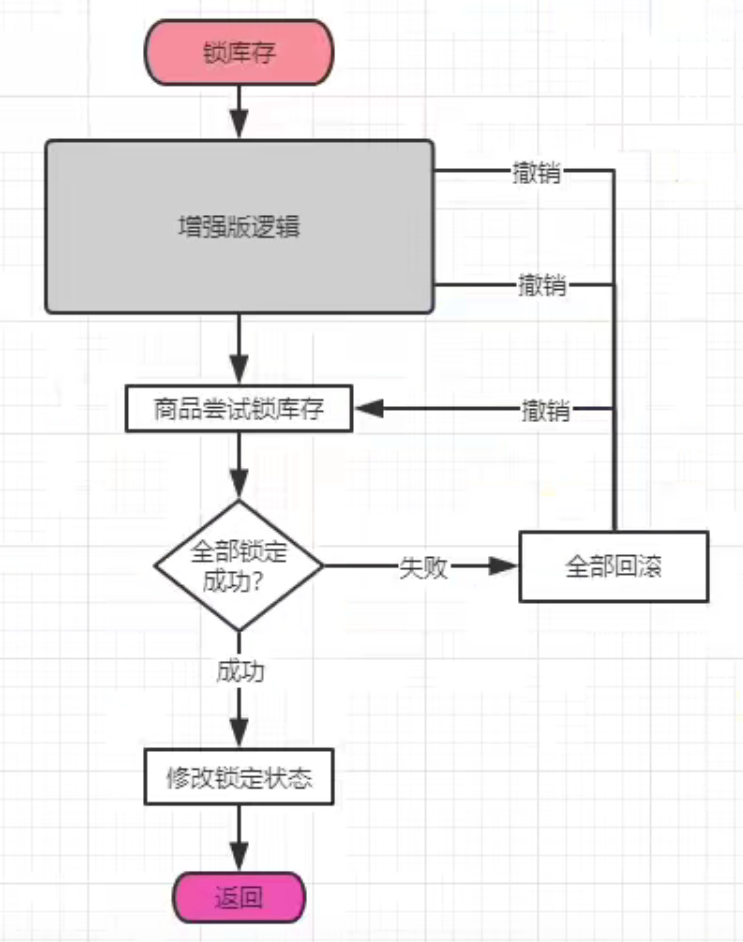 锁库存
撤销
增强版逻辑
撤销
商品尝试锁库存
撤销
全部锁定
成功?
失败
全部回滚
成功
修改锁定状态
返回